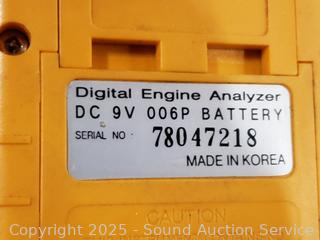 Digital Engine Analyzer
DC 9V 006P BATTERY
SERIAL NO : 78047218
MADE IN KOREA
CAUTION
Copyright 2025 - Sound Auction Service